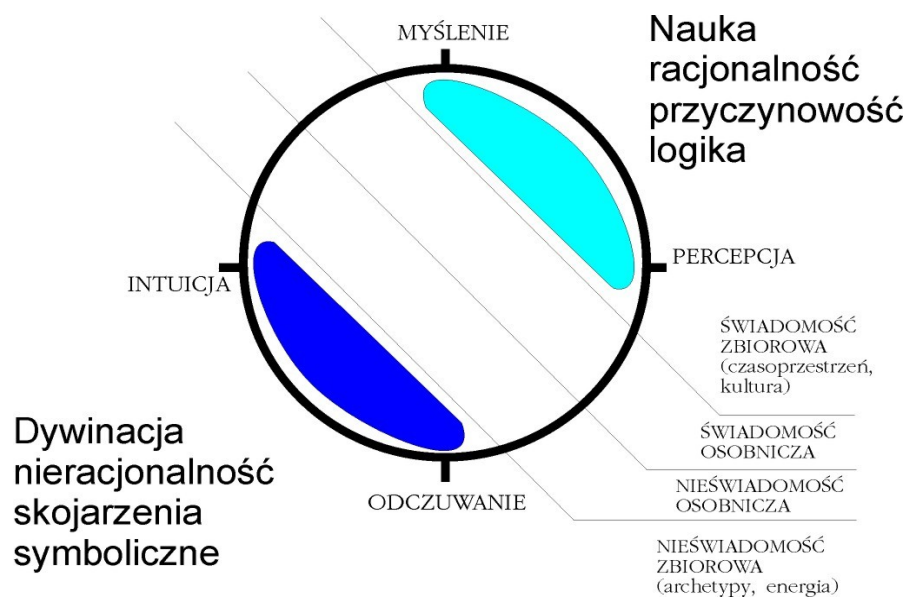 MYŚLENIE
Nauka
racjonalność
przyczynowość
logika
INTUICJA
PERCEPCJA
ŚWIADOMOŚĆ
ZBIOROWA
(czasoprzestrzeń,
kultura)
Dywinacja
nieracjonalność
skojarzenia
symboliczne
ODCZUWANIE
ŚWIADOMOŚĆ
OSOBNICZA
NIEŚWIADOMOŚĆ
OSOBNICZA
NIEŚWIADOMOŚĆ
ZBIOROWA
(archetypy, energia)